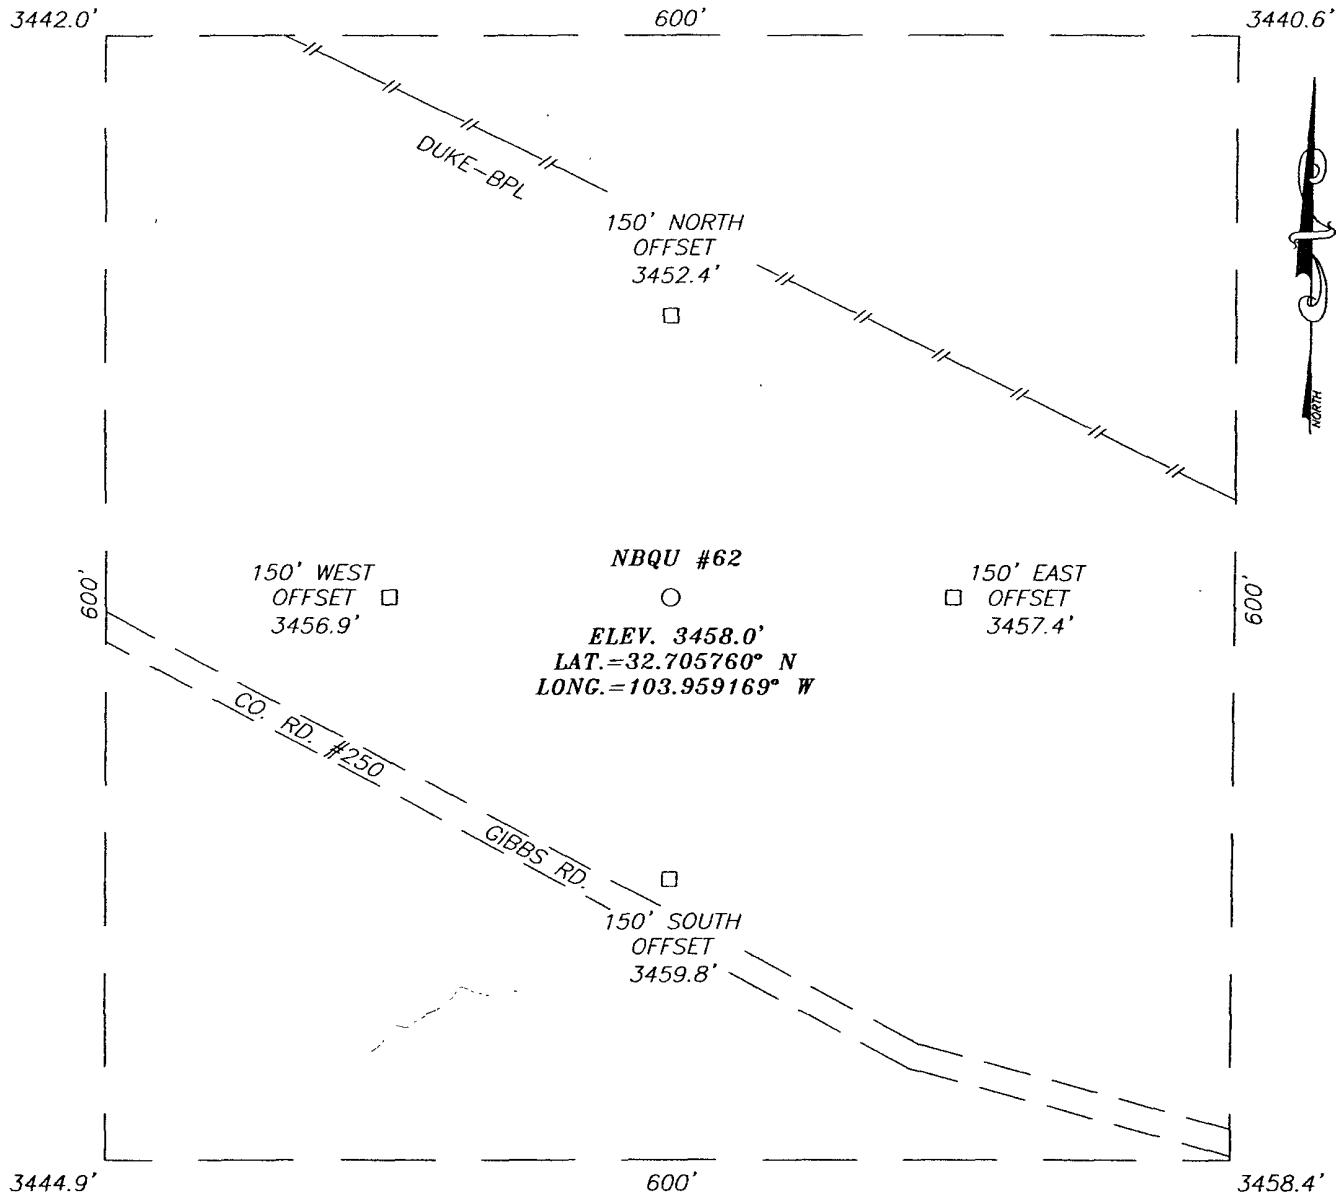 3442.0'
600'
3440.6'
DUKE-BPL
150' NORTH
OFFSET
3452.4'
NORTH
600'
150' WEST
OFFSET
3456.9'
NBQU #62
ELEV. 3458.0'
LAT.=32.705760° N
LONG.=103.959169° W
150' EAST
OFFSET
3457.4'
600'
CO. RD. #250
GIBBS RD.
150' SOUTH
OFFSET
3459.8'
3444.9'
600'
3458.4'